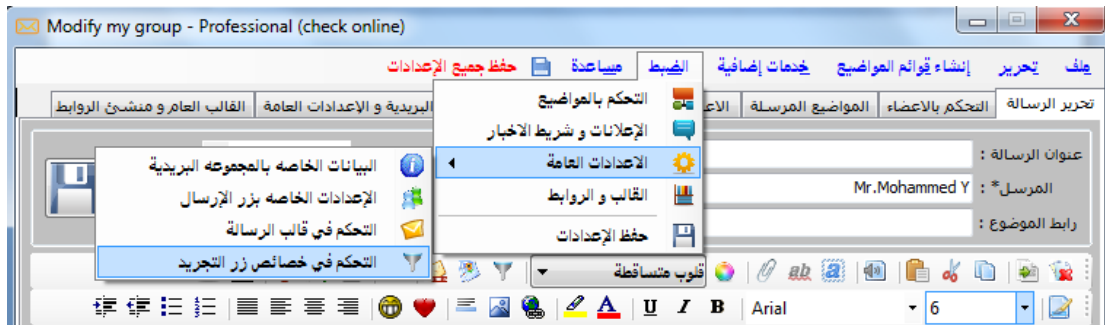 Modify my group - Professional (check online)
ملف تحرير إنشاء قوائم المواضيع خدمات إضافية الضبط مساعدة حفظ جميع الإعدادات
تحرير الرسالة التحكم بالاعضاء المواضيع المرسلة الاع البريدية و الإعدادات العامة القالب العام و منشئ الروابط
التحكم بالمواضيع
الإعلانات و شريط الاخبار
الاعدادات العامة
القالب و الروابط
حفظ الإعدادات
البيانات الخاصه بالمجموعه البريدية
الإعدادات الخاصه بزر الإرسال
التحكم في قالب الرسالة
التحكم في خصائص زر التجريد
عنوان الرسالة :
المرسل* : Mr.Mohammed Y
رابط الموضوع :
قلوب متساقطة
ab
6 Arial B I U A